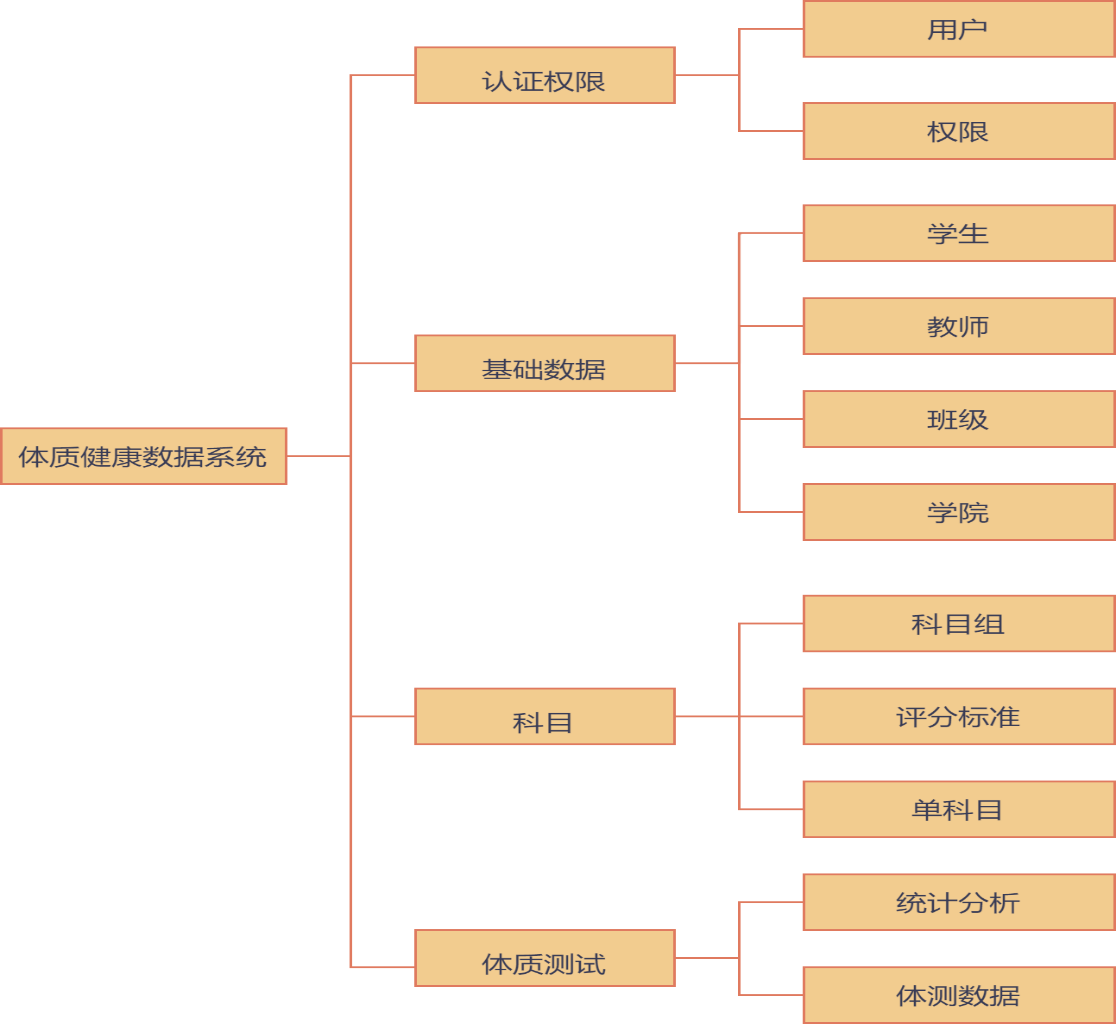 体质健康数据系统
认证权限
用户
权限
基础数据
学生
教师
班级
学院
科目
科目组
评分标准
单科目
体质测试
统计分析
体测数据